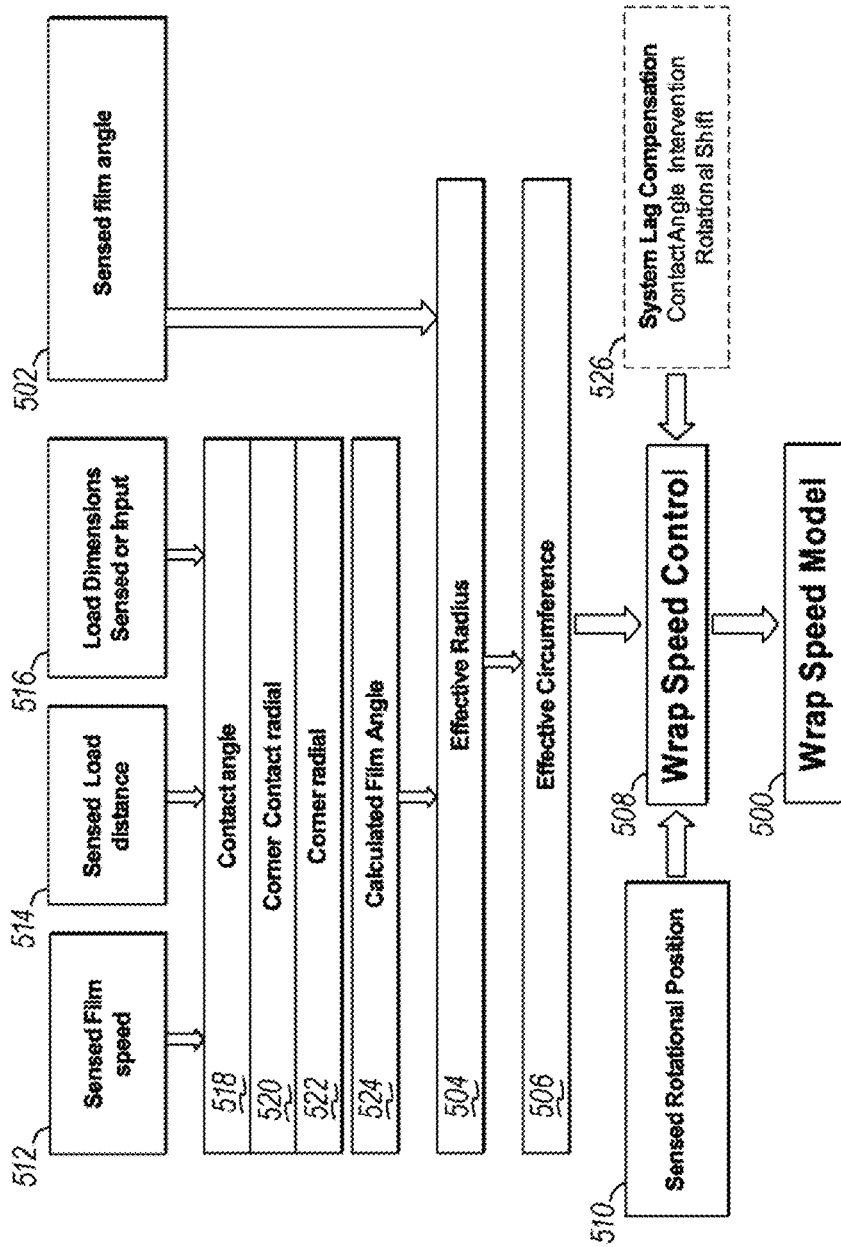 512
Sensed Film
speed
514
Sensed Load
distance
516
Load Dimensions
Sensed or Input
502
Sensed film angle
518
Contact angle
520
Corner Contact radial
522
Corner radial
524
Calculated Film Angle
504
Effective Radius
506
Effective Circumference
510
Sensed Rotational Position
508
Wrap Speed Control
526
System Lag Compensation
Contact Angle Intervention
Rotational Shift
500
Wrap Speed Model